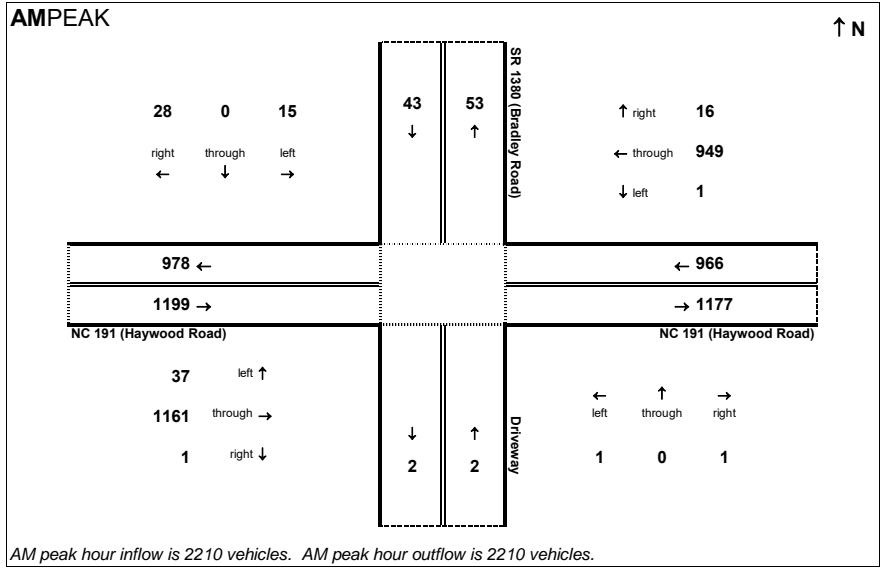 AMPEAK
↑ N
28 0 15
right through left
← ↓ →
43 53
↓ ↑
SR 1380 (Bradley Road)
↑ right 16
← through 949
↓ left 1
978 ←
1199 →
← 966
→ 1177
NC 191 (Haywood Road)
NC 191 (Haywood Road)
37 left ↑
1161 through →
1 right ↓
↓ ↑
2 2
Driveway
← ↑ →
left through right
1 0 1
AM peak hour inflow is 2210 vehicles. AM peak hour outflow is 2210 vehicles.